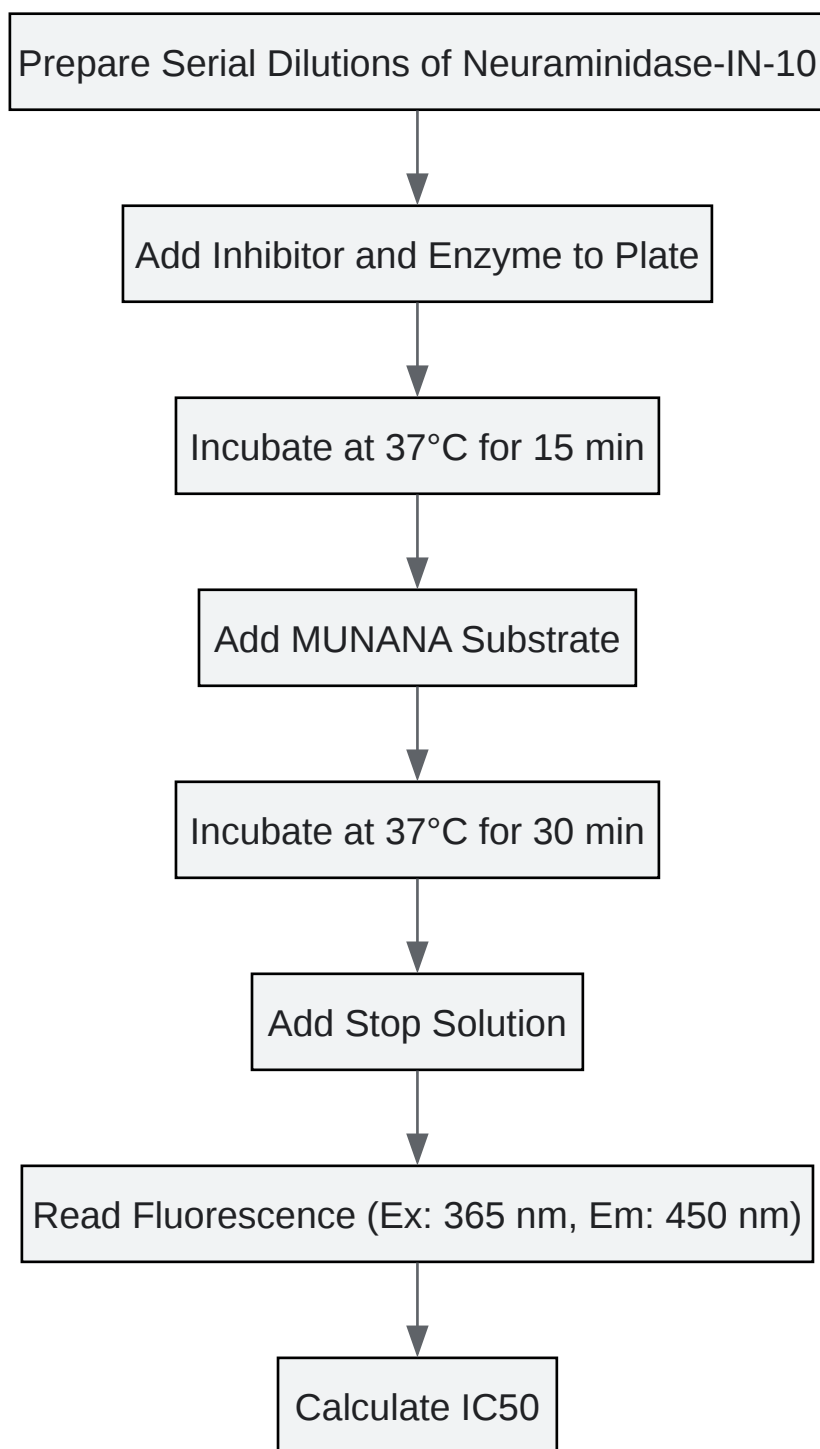 Prepare Serial Dilutions of Neuraminidase-IN-10
Add Inhibitor and Enzyme to Plate
Incubate at 37°C for 15 min
Add MUNANA Substrate
Incubate at 37°C for 30 min
Add Stop Solution
Read Fluorescence (Ex: 365 nm, Em: 450 nm)
Calculate IC50